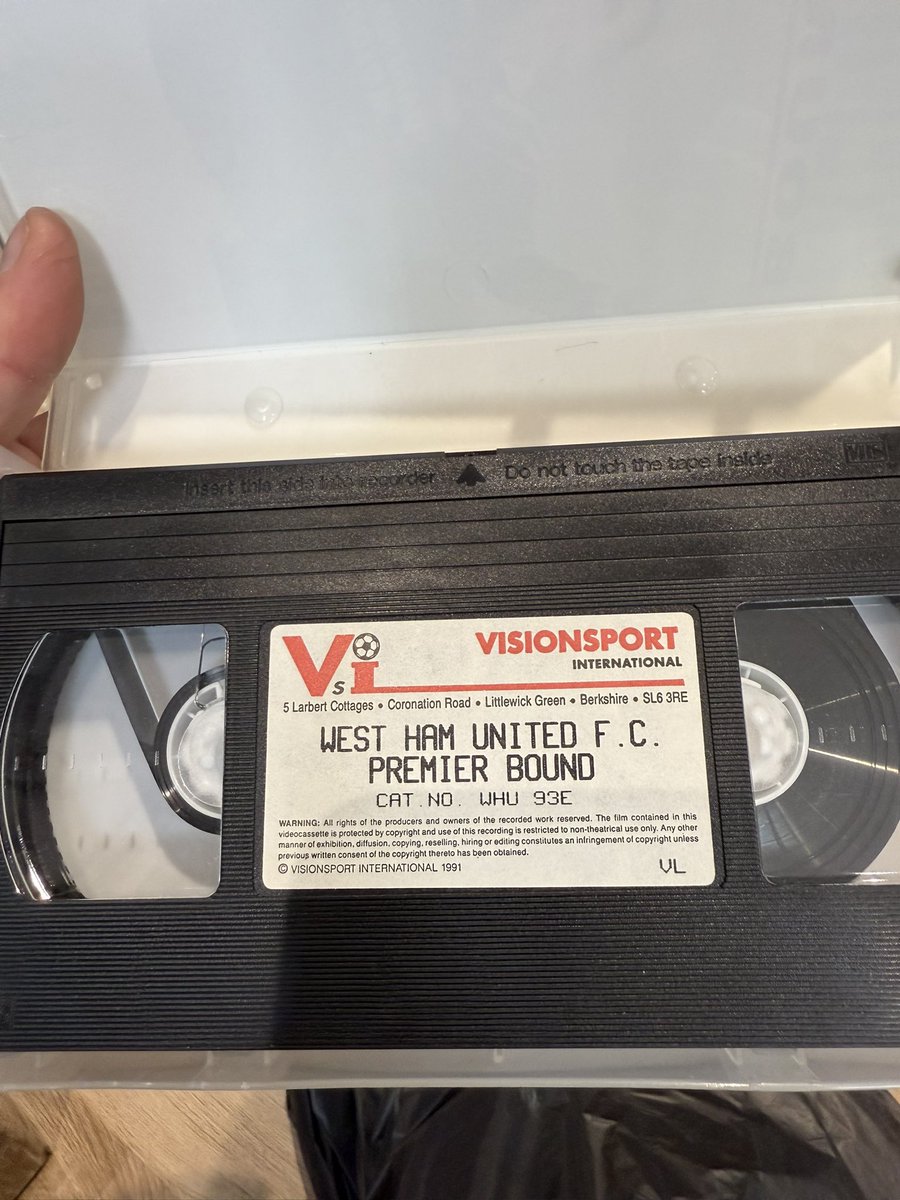 Insert this side into recorder Do not touch the tape inside VHS
VSI VISIONSPORT
INTERNATIONAL
5 Larbert Cottages • Coronation Road • Littlewick Green • Berkshire • SL6 3RE
WEST HAM UNITED F.C.
PREMIER BOUND
CAT.NO. WHU 93E
WARNING: All rights of the producers and owners of the recorded work reserved. The film contained in this
videocassette is protected by copyright and use of this recording is restricted to non-theatrical use only. Any other
manner of exhibition, diffusion, copying, reselling, hiring or editing constitutes an infringement of copyright unless
previous written consent of the copyright thereto has been obtained.
© VISIONSPORT INTERNATIONAL 1991 VL